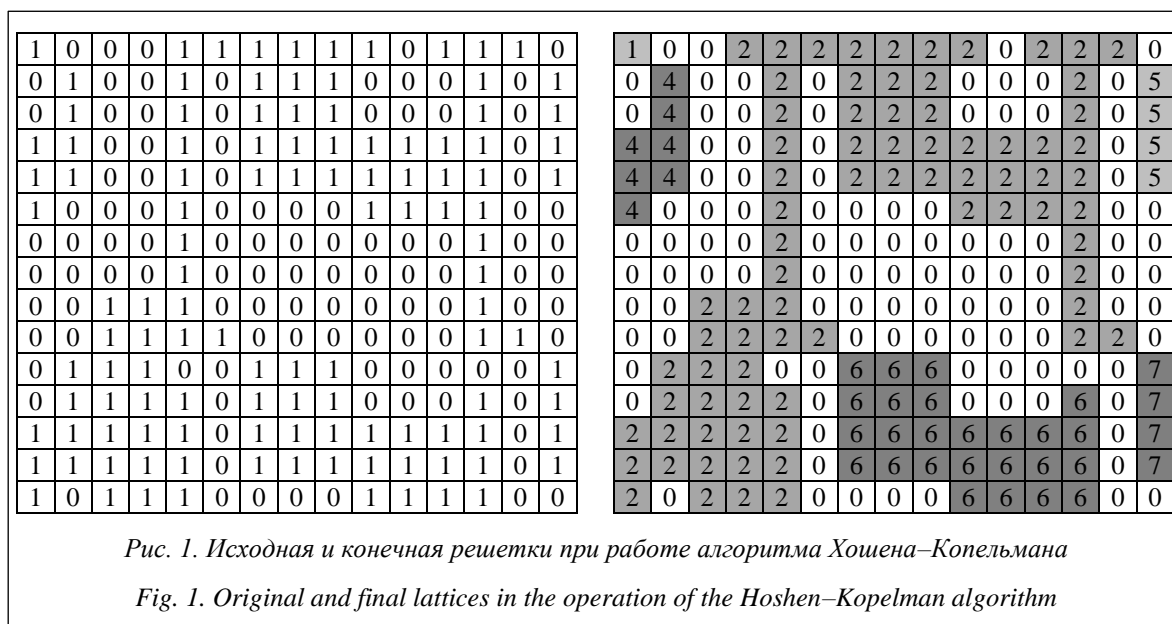 1 0 0 0 1 1 1 1 1 1 0 1 1 1 0
0 1 0 0 1 0 1 1 1 0 0 0 1 0 1
0 1 0 0 1 0 1 1 1 0 0 0 1 0 1
1 1 0 0 1 0 1 1 1 1 1 1 1 0 1
1 1 0 0 1 0 1 1 1 1 1 1 1 0 1
1 0 0 0 1 0 0 0 0 1 1 1 1 0 0
0 0 0 0 1 0 0 0 0 0 0 0 1 0 0
0 0 0 0 1 0 0 0 0 0 0 0 1 0 0
0 0 1 1 1 0 0 0 0 0 0 0 1 0 0
0 0 1 1 1 1 0 0 0 0 0 0 1 1 0
0 1 1 1 0 0 1 1 1 0 0 0 0 0 1
0 1 1 1 1 0 1 1 1 0 0 0 1 0 1
1 1 1 1 1 0 1 1 1 1 1 1 1 0 1
1 1 1 1 1 0 1 1 1 1 1 1 1 0 1
1 0 1 1 1 0 0 0 0 1 1 1 1 0 0
1 0 0 2 2 2 2 2 2 2 0 2 2 2 0
0 4 0 0 2 0 2 2 2 0 0 0 2 0 5
0 4 0 0 2 0 2 2 2 0 0 0 2 0 5
4 4 0 0 2 0 2 2 2 2 2 2 2 0 5
4 4 0 0 2 0 2 2 2 2 2 2 2 0 5
4 0 0 0 2 0 0 0 0 2 2 2 2 0 0
0 0 0 0 2 0 0 0 0 0 0 0 2 0 0
0 0 0 0 2 0 0 0 0 0 0 0 2 0 0
0 0 2 2 2 0 0 0 0 0 0 0 2 0 0
0 0 2 2 2 2 0 0 0 0 0 0 2 2 0
0 2 2 2 0 0 6 6 6 0 0 0 0 0 7
0 2 2 2 2 0 6 6 6 0 0 0 6 0 7
2 2 2 2 2 0 6 6 6 6 6 6 6 0 7
2 2 2 2 2 0 6 6 6 6 6 6 6 0 7
2 0 2 2 2 0 0 0 0 6 6 6 6 0 0
Рис. 1. Исходная и конечная решетки при работе алгоритма Хошена–Копельмана
Fig. 1. Original and final lattices in the operation of the Hoshen–Kopelman algorithm